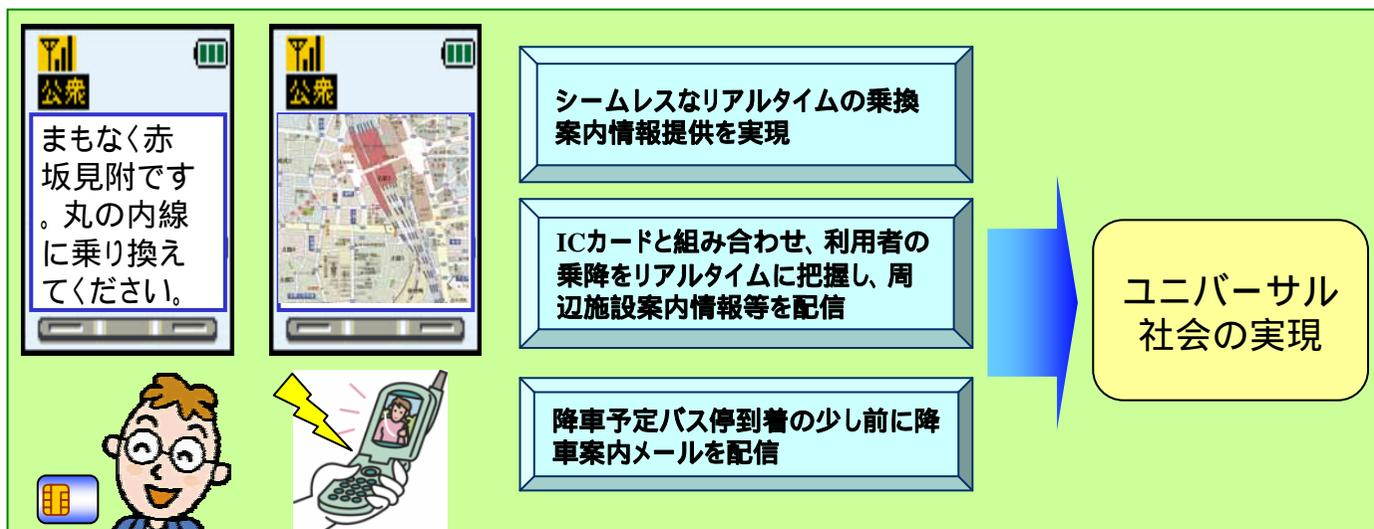 公衆
まもなく赤
坂見附です
。丸の内線
に乗り換え
てください。
公衆
シームレスなリアルタイムの乗換
案内情報提供を実現
ICカードと組み合わせ、利用者の
乗降をリアルタイムに把握し、周
辺施設案内情報等を配信
降車予定バス停到着の少し前に降
車案内メールを配信
ユニバーサル
社会の実現